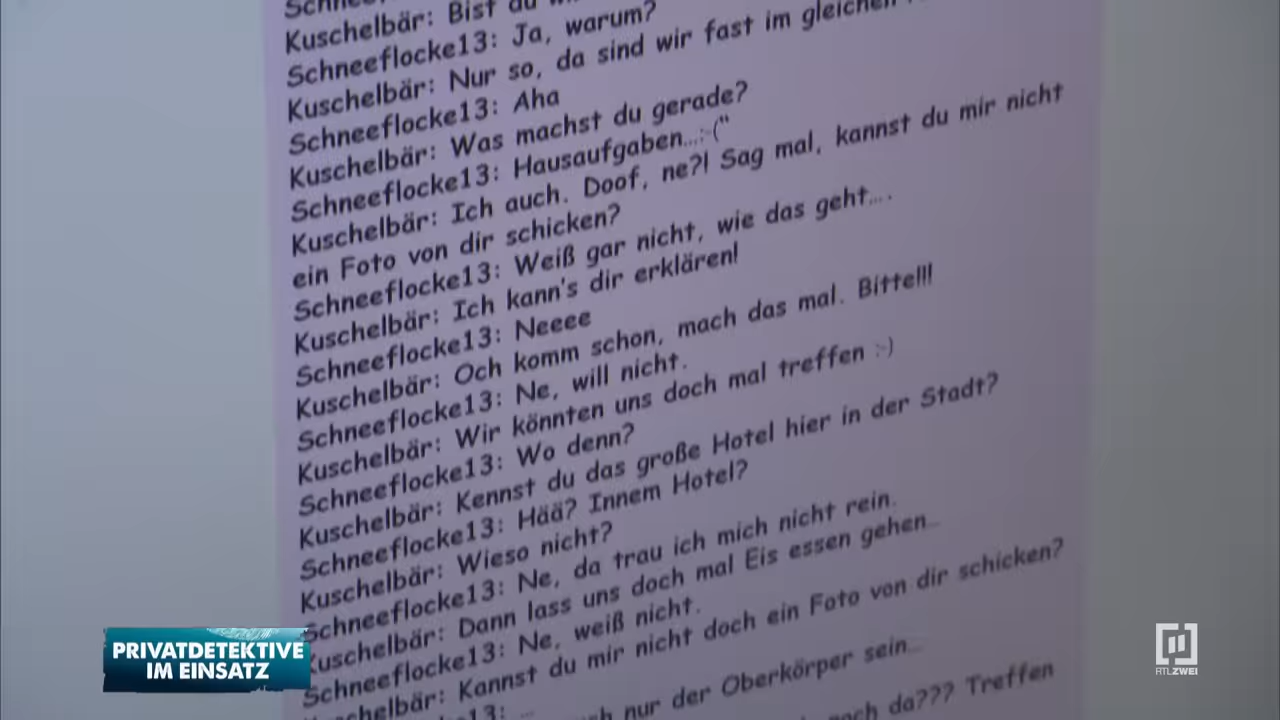 Kuschelbär: Bist du
Schneeflocke13: Ja, warum?
Kuschelbär: Nur so, da sind wir fast im gleichen
Schneeflocke13: Aha
Kuschelbär: Was machst du gerade?
Schneeflocke13: Hausaufgaben...:-("
Kuschelbär: Ich auch. Doof, ne?! Sag mal, kannst du mir nicht
ein Foto von dir schicken?
Schneeflocke13: Weiß gar nicht, wie das geht....
Kuschelbär: Ich kann's dir erklären!
Schneeflocke13: Neeee
Kuschelbär: Och komm schon, mach das mal. Bitte!!!
Schneeflocke13: Ne, will nicht.
Kuschelbär: Wir könnten uns doch mal treffen :-)
Schneeflocke13: Wo denn?
Kuschelbär: Kennst du das große Hotel hier in der Stadt?
Schneeflocke13: Hää? Innem Hotel?
Kuschelbär: Wieso nicht?
Schneeflocke13: Ne, da trau ich mich nicht rein.
Kuschelbär: Dann lass uns doch mal Eis essen gehen...
Schneeflocke13: Ne, weiß nicht.
Kuschelbär: Kannst du mir nicht doch ein Foto von dir schicken?
nur der Oberkörper sein...
noch da??? Treffen
PRIVATDETEKTIVE
IM EINSATZ
RTLZWEI